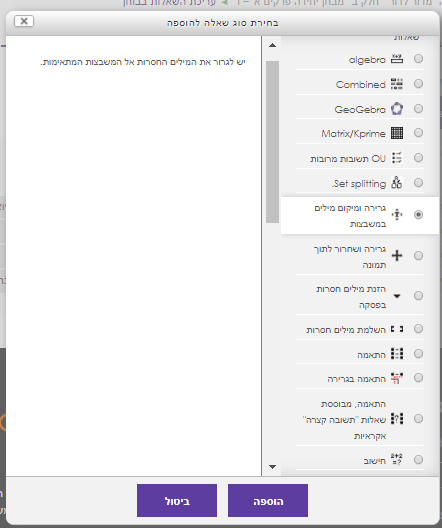 עריכת השאלות בבוחן ◄
בחירת סוג שאלה להוספה
שאלות
algebra
Combined
GeoGebra
Matrix/Kprime
OU תשובות מרובות
Set splitting.
גרירה ומיקום מילים
במשבצות
גרירה ושחרור לתוך
תמונה
הזנת מילים חסרות
בפסקה
השלמת מילים חסרות
התאמה
התאמה בגרירה
התאמה, מבוססת
שאלות "תשובה קצרה"
אקראיות
חישוב
יש לגרור את המילים החסרות אל המשבצות המתאימות.
הוספה
ביטול